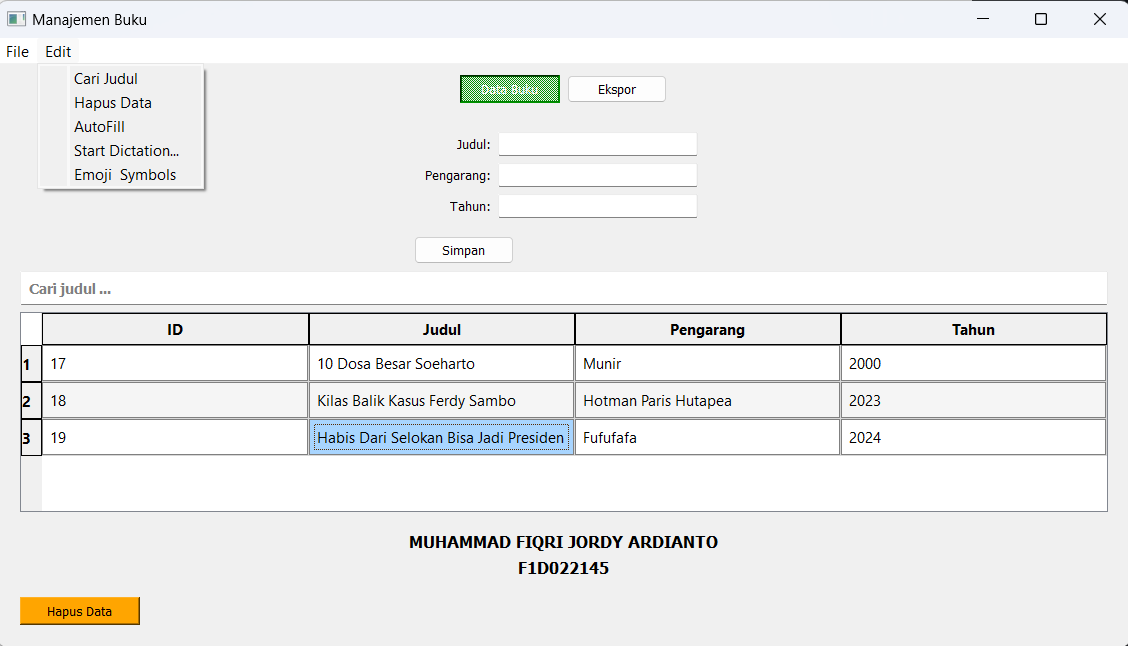 Manajemen Buku
File Edit
Cari Judul
Hapus Data
AutoFill
Start Dictation...
Emoji Symbols
Data Buku Ekspor
Judul:
Pengarang:
Tahun:
Simpan
Cari judul ...
ID Judul Pengarang Tahun
1 17 10 Dosa Besar Soeharto Munir 2000
2 18 Kilas Balik Kasus Ferdy Sambo Hotman Paris Hutapea 2023
3 19 Habis Dari Selokan Bisa Jadi Presiden Fufufafa 2024
MUHAMMAD FIQRI JORDY ARDIANTO
F1D022145
Hapus Data